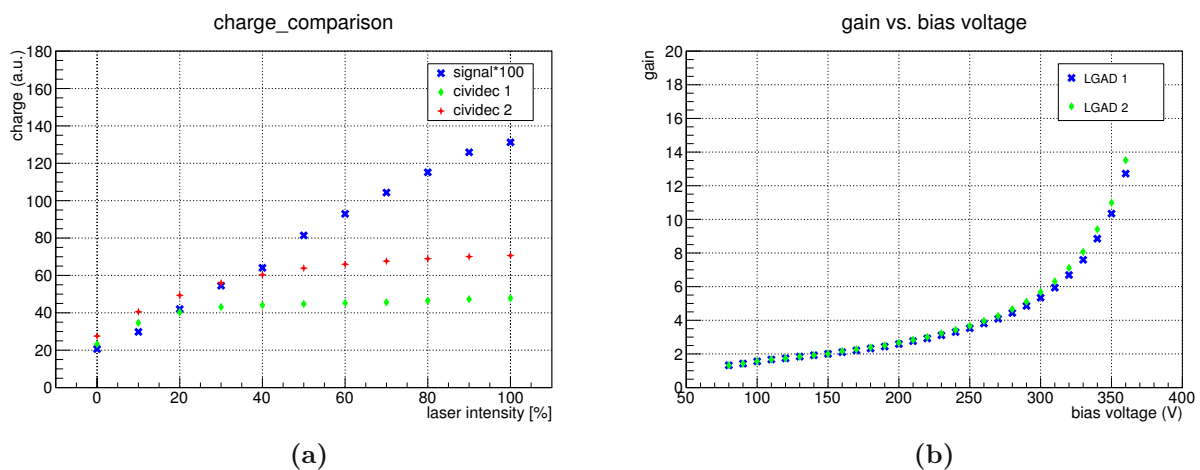 charge_comparison
charge (a.u.)
180
160
140
120
100
80
60
40
20
0
signal*100
cividec 1
cividec 2
0 20 40 60 80 100
laser intensity [%]
(a)
gain vs. bias voltage
gain
20
18
16
14
12
10
8
6
4
2
0
LGAD 1
LGAD 2
50 100 150 200 250 300 350 400
bias voltage (V)
(b)